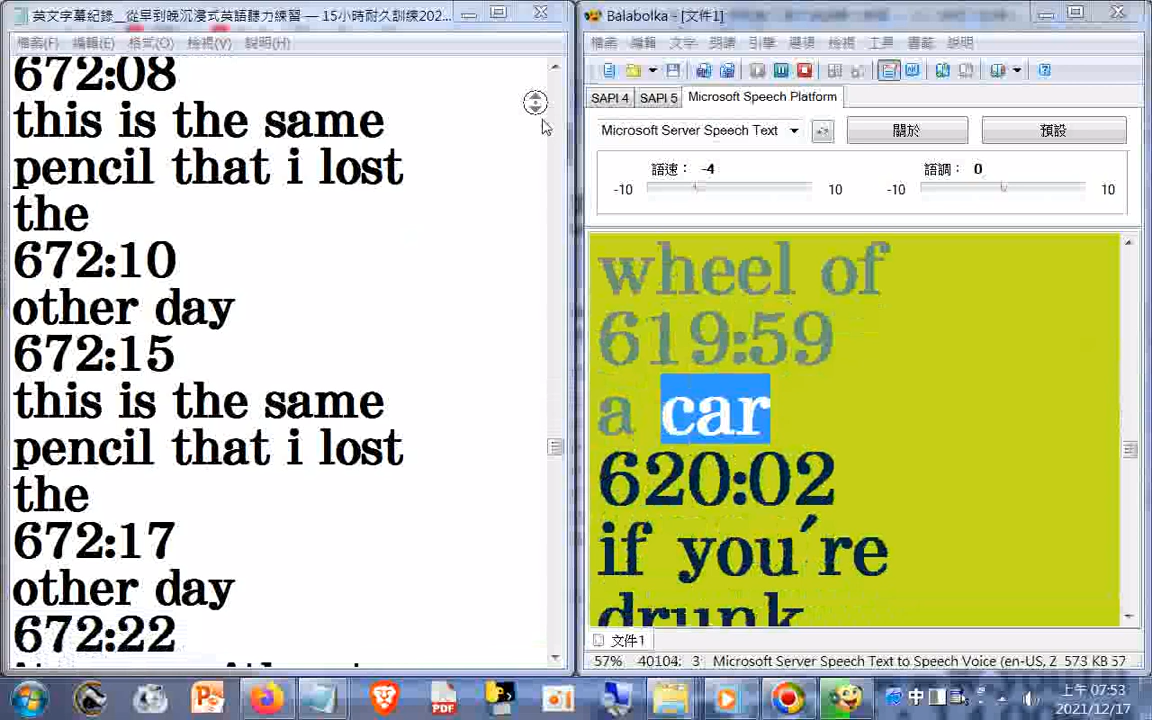 英文字幕紀錄__從早到晚沉浸式英語聽力練習 — 15小時耐久訓練202...
檔案(F) 編輯(E) 格式(O) 檢視(V) 說明(H)
672:08
this is the same
pencil that i lost
the
672:10
other day
672:15
this is the same
pencil that i lost
the
672:17
other day
672:22
Balabolka - [文件1]
檔案 編輯 文字 朗讀 引擎 選項 檢視 工具 書籤 說明
SAPI 4 SAPI 5 Microsoft Speech Platform
Microsoft Server Speech Text 關於 預設
語速： -4 語調： 0
-10 10 -10 10
wheel of
619:59
a car
620:02
if you're
drunk
文件1
57% 40104: 3 Microsoft Server Speech Text to Speech Voice (en-US, Z 573 KB 57
PDF
中
上午 07:53
2021/12/17